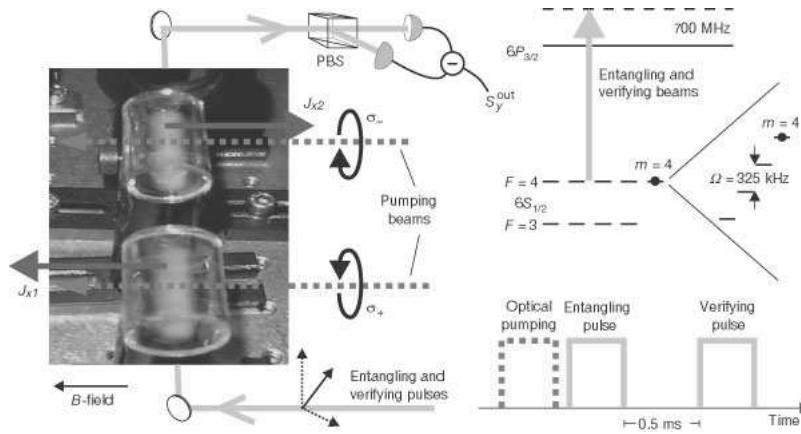 PBS
S_y^out
J_x2
σ_-
Pumping
beams
J_x1
σ_+
B-field
Entangling and
verifying pulses
700 MHz
6P_3/2
Entangling and
verifying beams
m = 4
m = 4
F = 4
Ω = 325 kHz
6S_1/2
F = 3
Optical
pumping
Entangling
pulse
Verifying
pulse
0.5 ms
Time